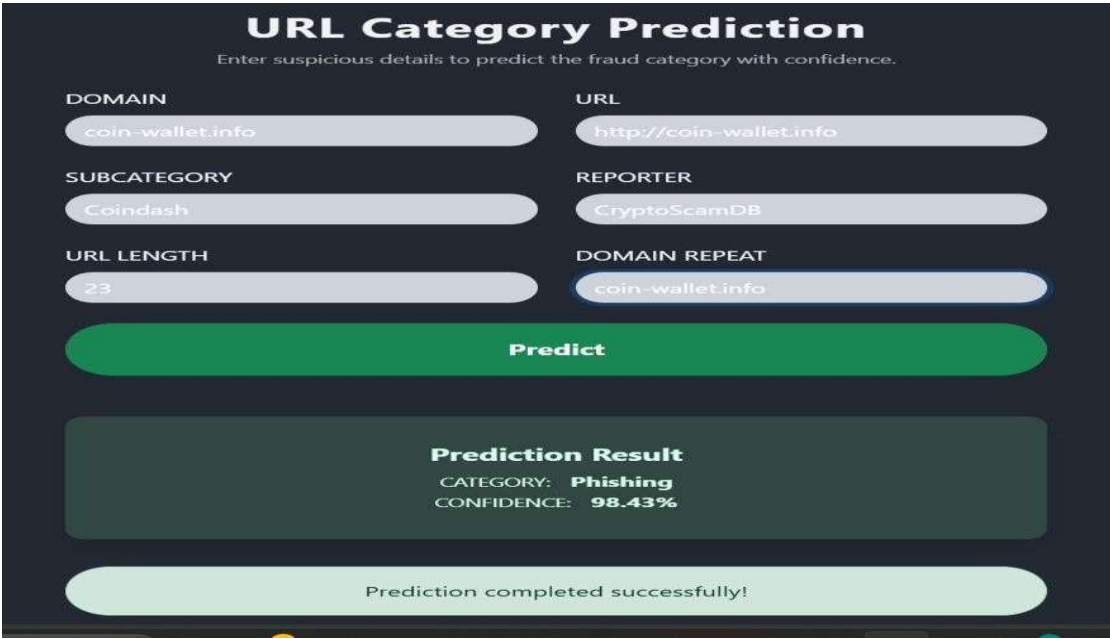 URL Category Prediction
Enter suspicious details to predict the fraud category with confidence.
DOMAIN
URL
coin-wallet.info
http://coin-wallet.info
SUBCATEGORY
REPORTER
Coindash
CryptoScamDB
URL LENGTH
DOMAIN REPEAT
23
coin-wallet.info
Predict
Prediction Result
CATEGORY: Phishing
CONFIDENCE: 98.43%
Prediction completed successfully!